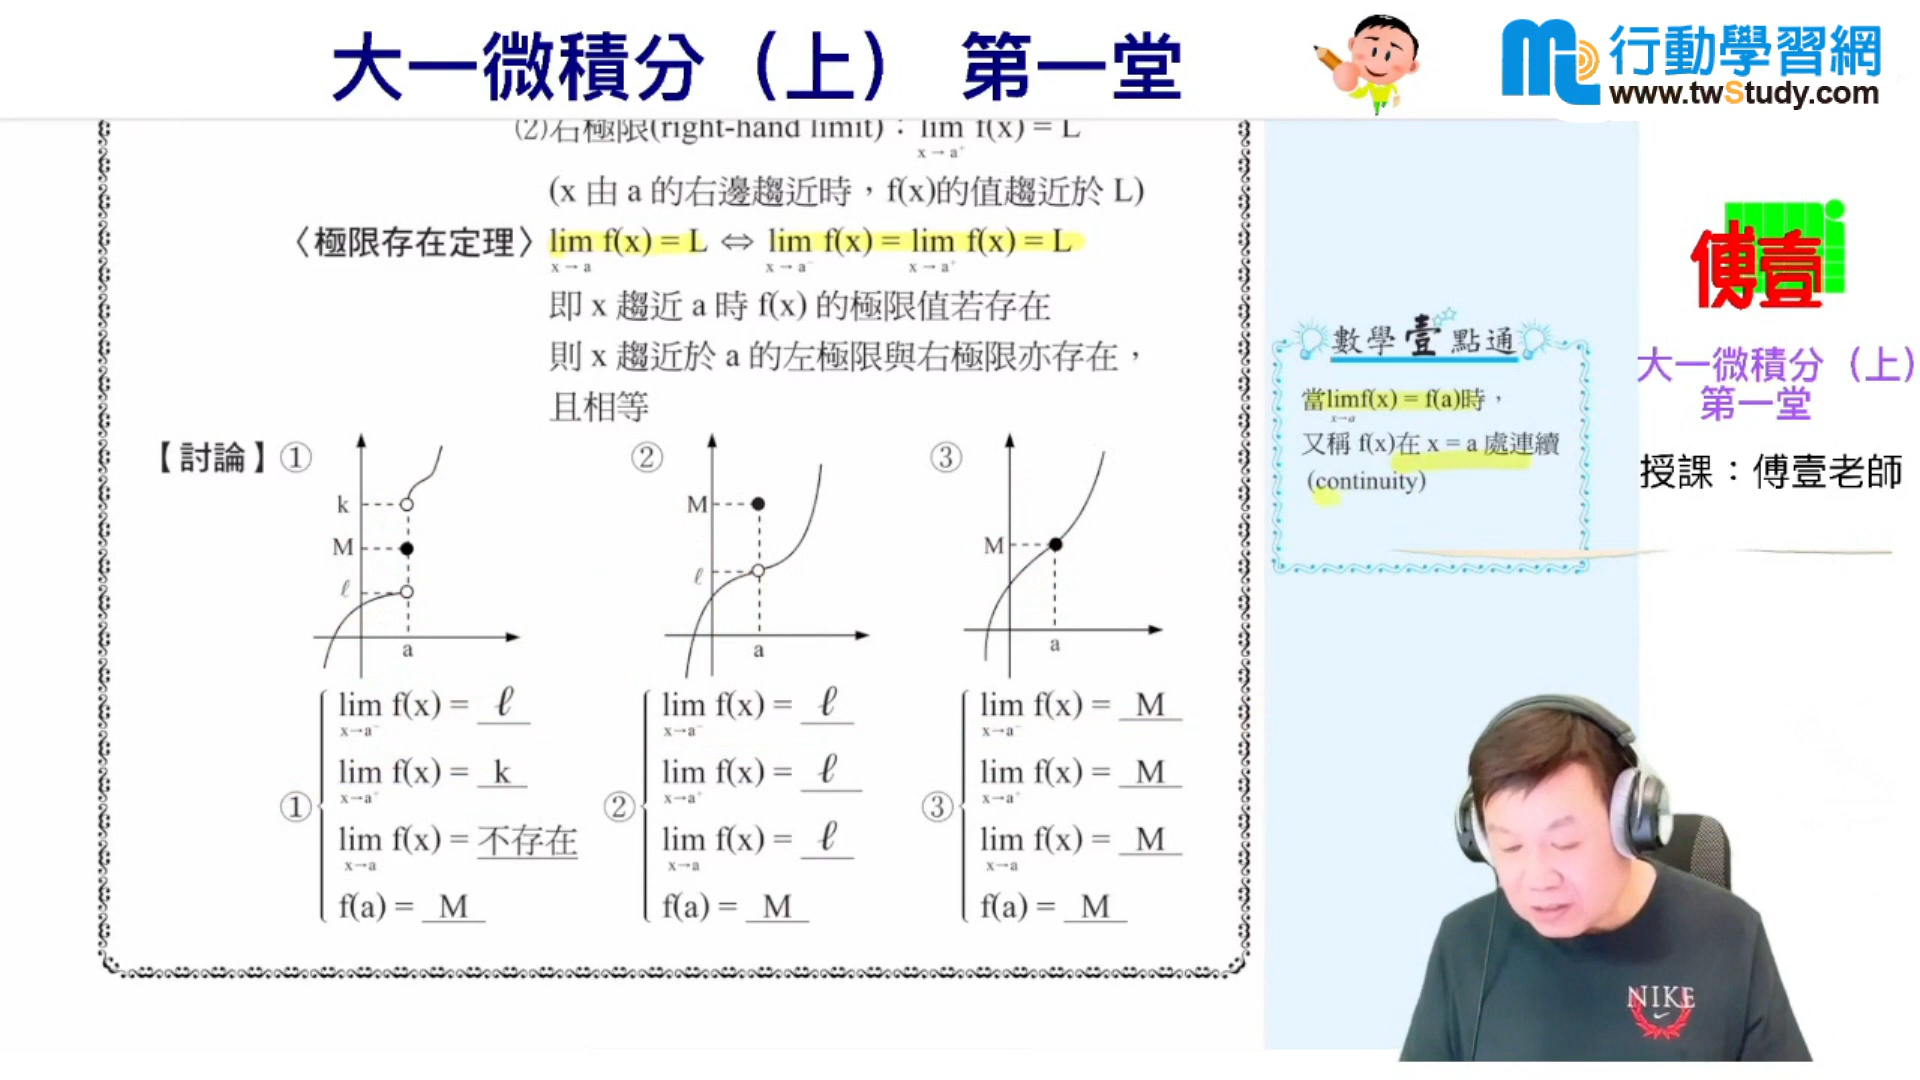 大一微積分（上） 第一堂
行動學習網
www.twStudy.com
(2)右極限(right-hand limit)：lim f(x) = L
x→a⁺
(x 由 a 的右邊趨近時，f(x)的值趨近於 L)
〈極限存在定理〉lim f(x) = L ⇔ lim f(x) = lim f(x) = L
x→a x→a⁻ x→a⁺
即 x 趨近 a 時 f(x) 的極限值若存在
則 x 趨近於 a 的左極限與右極限亦存在，
且相等
【討論】① ② ③
k
M
ℓ
a
M
ℓ
a
M
a
①
lim f(x) = ℓ
x→a⁻
lim f(x) = k
x→a⁺
lim f(x) = 不存在
x→a
f(a) = M
②
lim f(x) = ℓ
x→a⁻
lim f(x) = ℓ
x→a⁺
lim f(x) = ℓ
x→a
f(a) = M
③
lim f(x) = M
x→a⁻
lim f(x) = M
x→a⁺
lim f(x) = M
x→a
f(a) = M
數學壹點通
當limf(x) = f(a)時，
x→a
又稱 f(x)在 x = a 處連續
(continuity)
傅壹
大一微積分（上）
第一堂
授課：傅壹老師
NIKE